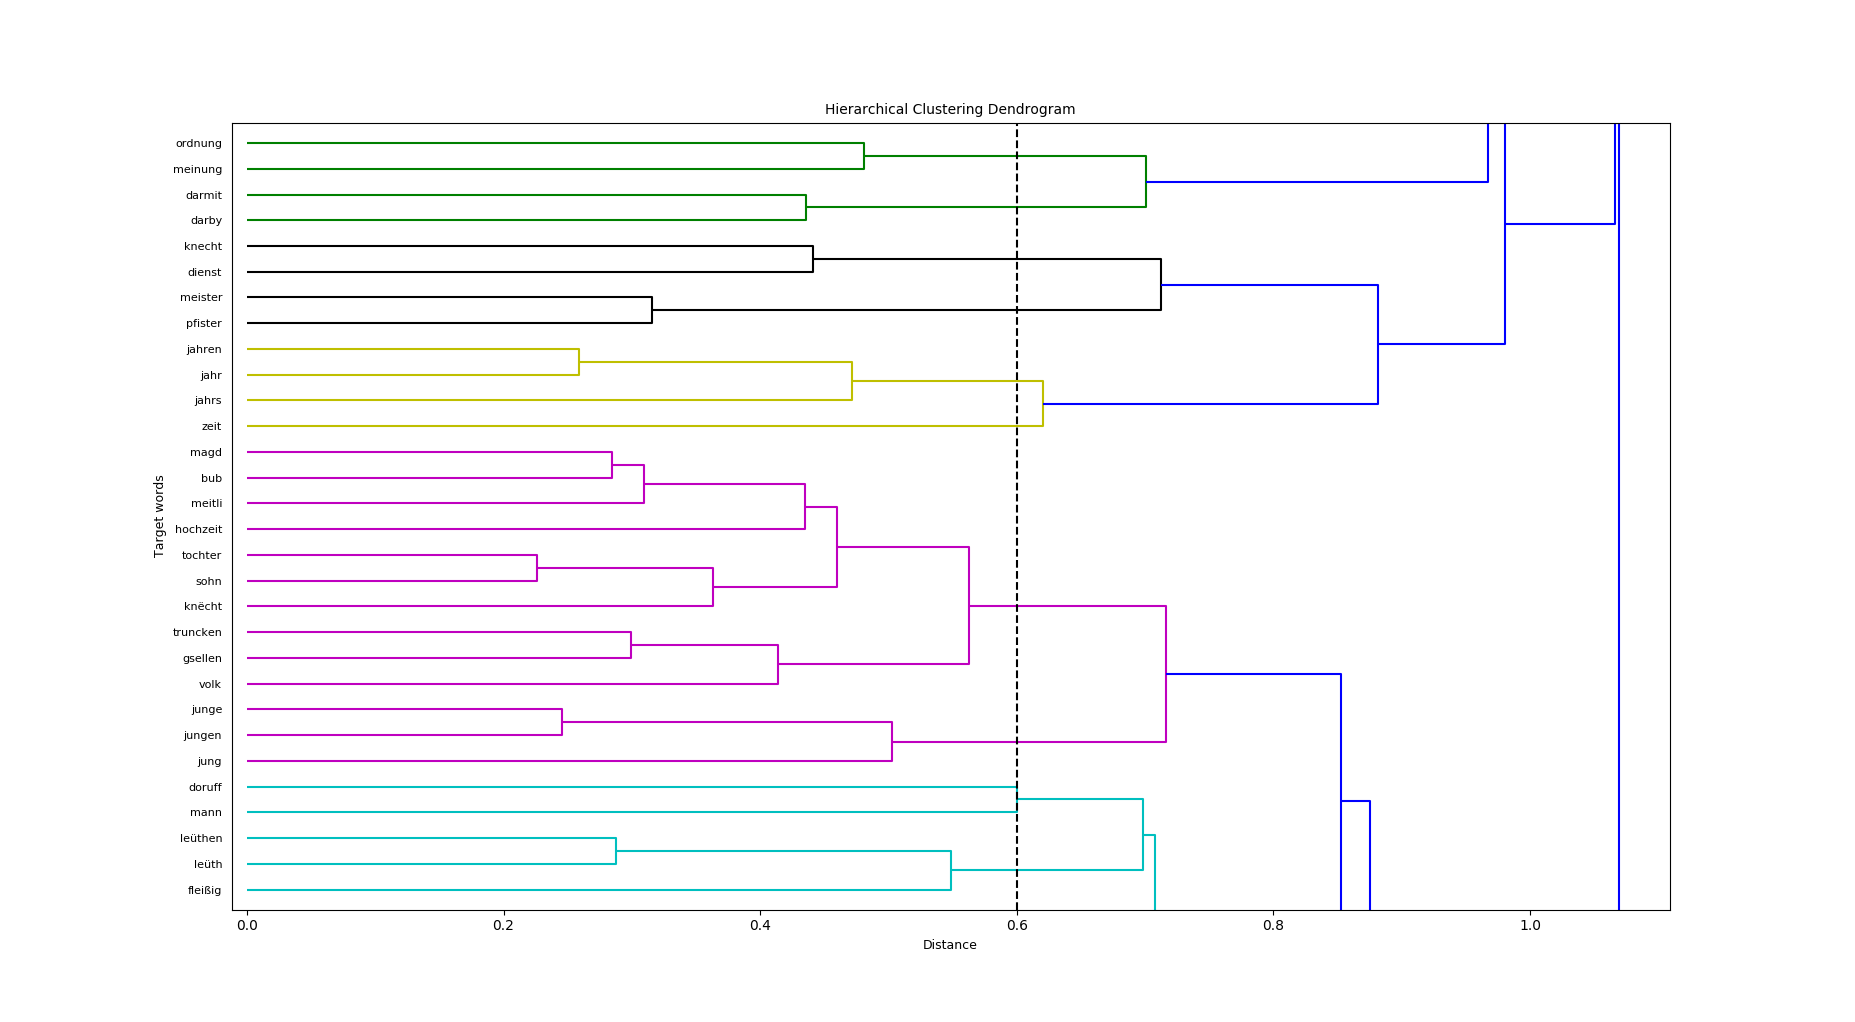 Hierarchical Clustering Dendrogram
ordnung
meinung
darmit
darby
knecht
dienst
meister
pfister
jahren
jahr
jahrs
zeit
magd
bub
meitli
hochzeit
tochter
sohn
knëcht
truncken
gsellen
volk
junge
jungen
jung
doruff
mann
leüthen
leüth
fleißig
Target words
0.0 0.2 0.4 0.6 0.8 1.0
Distance